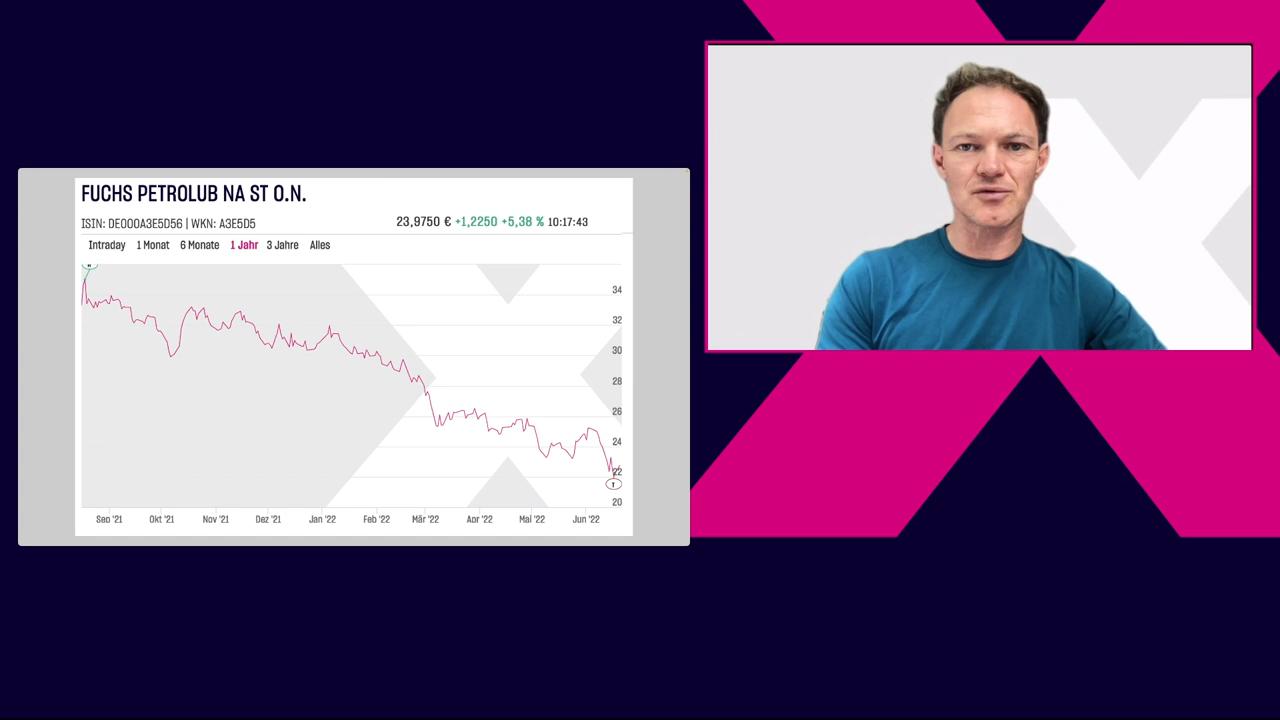 FUCHS PETROLUB NA ST O.N.
ISIN: DE000A3E5D56 | WKN: A3E5D5
23,9750 € +1,2250 +5,38 % 10:17:43
Intraday 1 Monat 6 Monate 1 Jahr 3 Jahre Alles
34
32
30
28
26
24
22
20
Sep '21 Okt '21 Nov '21 Dez '21 Jan '22 Feb '22 Mär '22 Apr '22 Mai '22 Jun '22
T